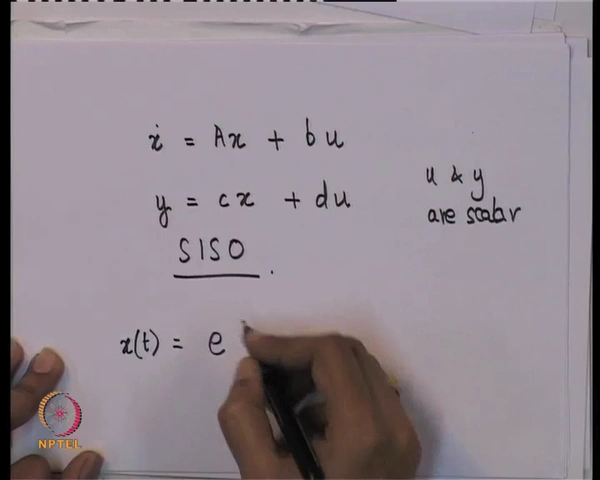 ẋ = Ax + bu
y = cx + du
u & y
are scalar
SISO
x(t) = e
NPTEL